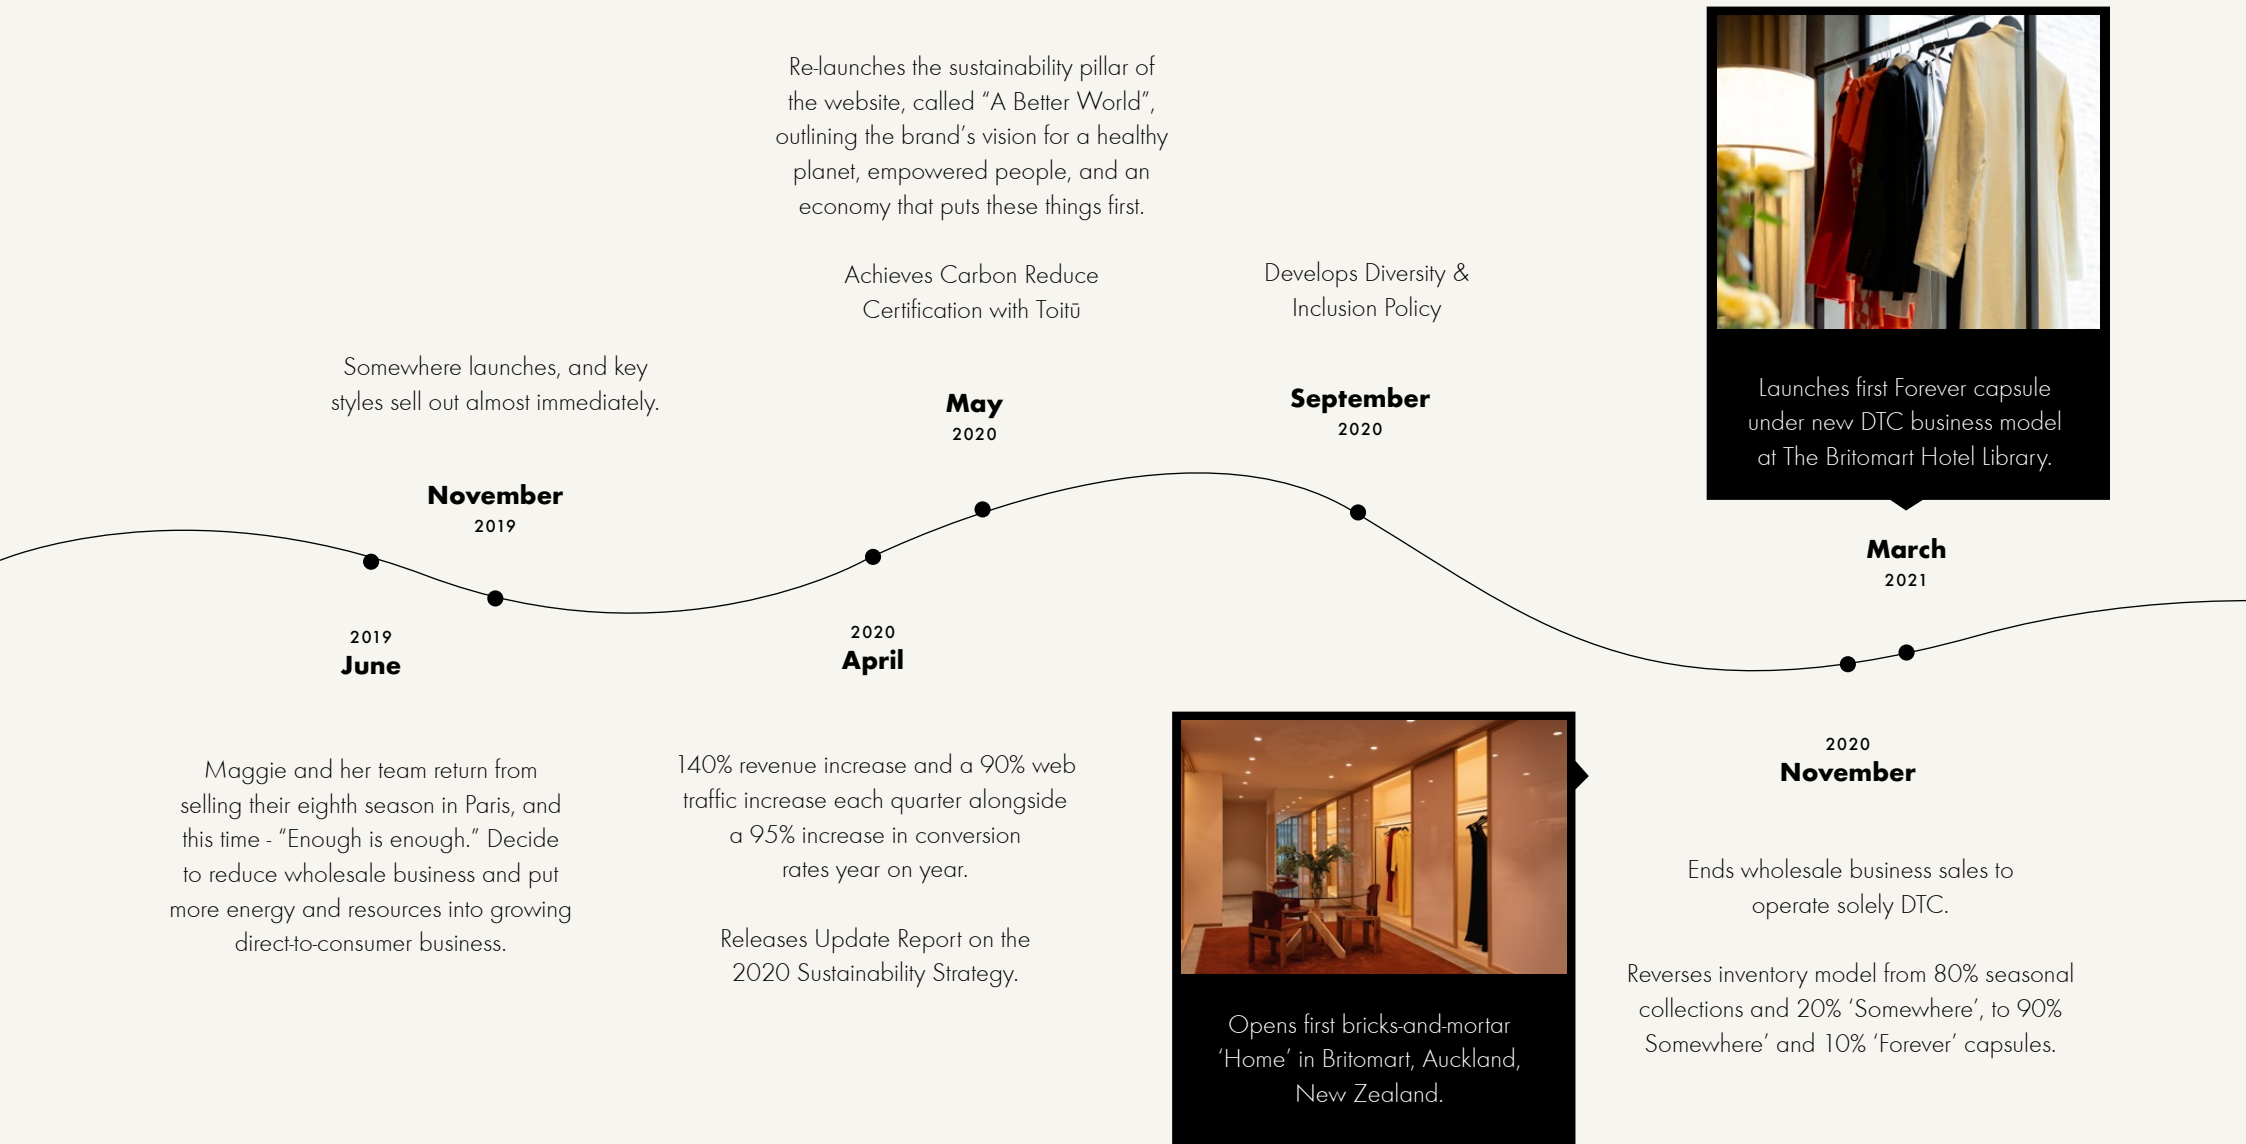 2019
June
Maggie and her team return from
selling their eighth season in Paris, and
this time - “Enough is enough.” Decide
to reduce wholesale business and put
more energy and resources into growing
direct-to-consumer business.
Somewhere launches, and key
styles sell out almost immediately.
November
2019
2020
April
140% revenue increase and a 90% web
traffic increase each quarter alongside
a 95% increase in conversion
rates year on year.
Releases Update Report on the
2020 Sustainability Strategy.
Re-launches the sustainability pillar of
the website, called “A Better World”,
outlining the brand’s vision for a healthy
planet, empowered people, and an
economy that puts these things first.
Achieves Carbon Reduce
Certification with Toitū
May
2020
Develops Diversity &
Inclusion Policy
September
2020
Opens first bricks-and-mortar
‘Home’ in Britomart, Auckland,
New Zealand.
2020
November
Ends wholesale business sales to
operate solely DTC.
Reverses inventory model from 80% seasonal
collections and 20% ‘Somewhere’, to 90%
Somewhere’ and 10% ‘Forever’ capsules.
Launches first Forever capsule
under new DTC business model
at The Britomart Hotel Library.
March
2021